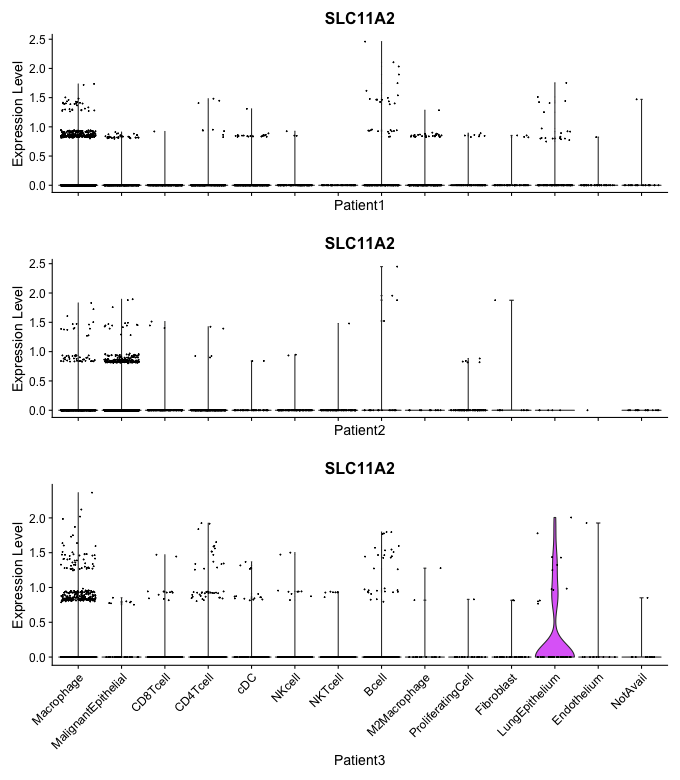 SLC11A2
Expression Level
2.5
2.0
1.5
1.0
0.5
0.0
Patient1
SLC11A2
Expression Level
2.5
2.0
1.5
1.0
0.5
0.0
Patient2
SLC11A2
Expression Level
2.0
1.5
1.0
0.5
0.0
Macrophage
MalignantEpithelial
CD8Tcell
CD4Tcell
cDC
NKcell
NKTcell
Bcell
M2Macrophage
ProliferatingCell
Fibroblast
LungEpithelium
Endothelium
NotAvail
Patient3